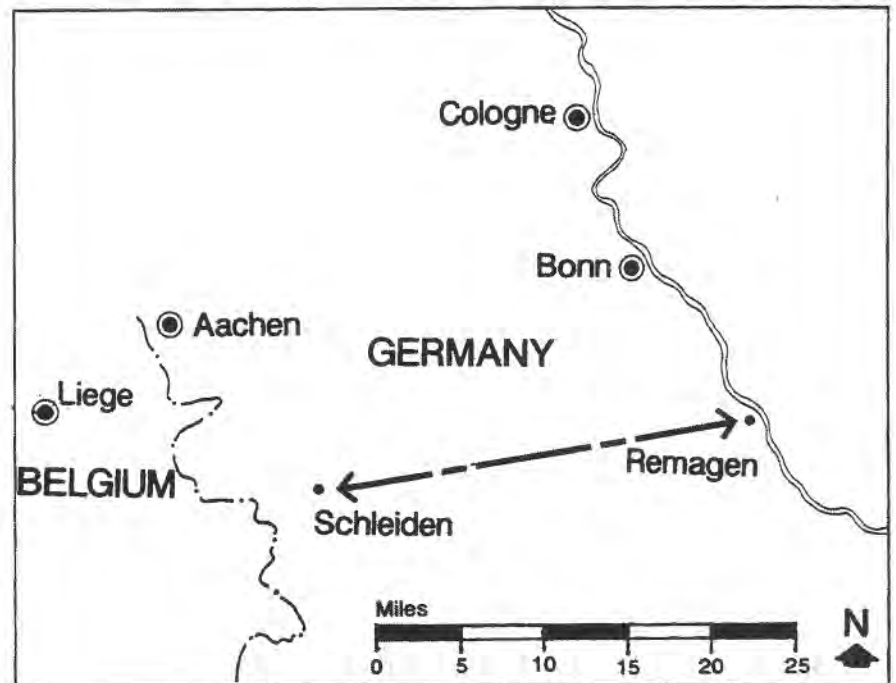 Cologne
Bonn
Aachen
GERMANY
Liege
Remagen
BELGIUM
Schleiden
Miles
N
0 5 10 15 20 25